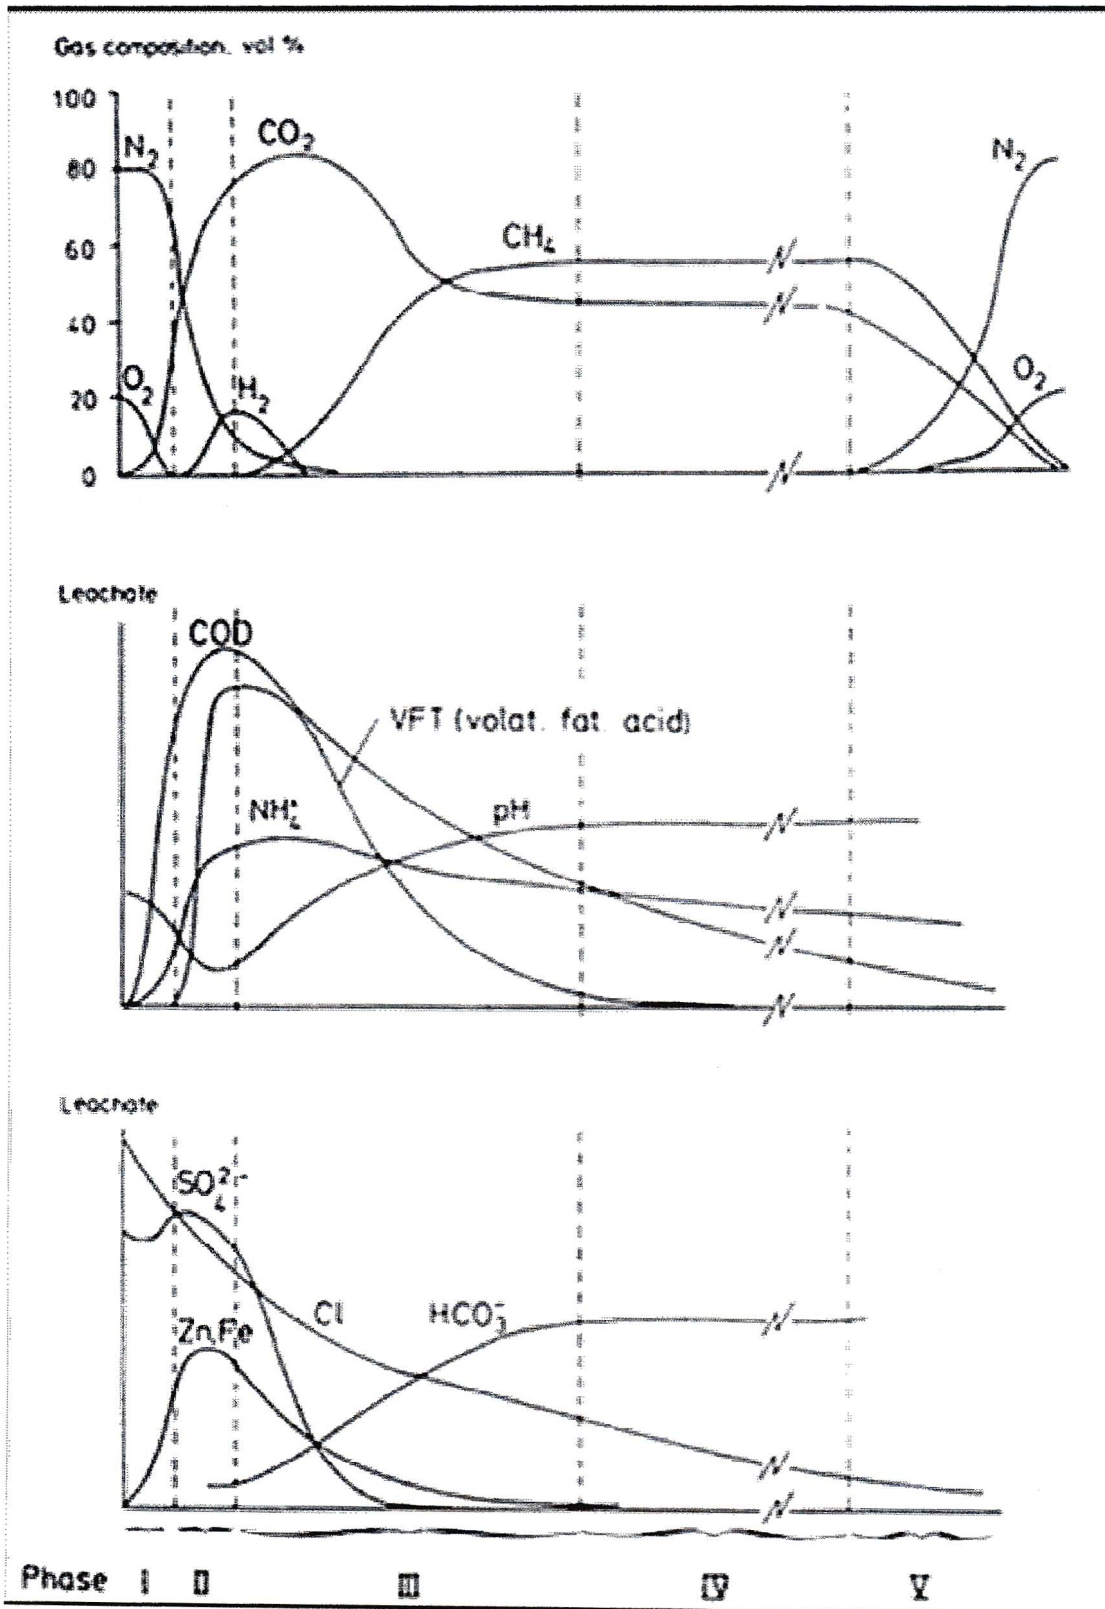 Gas composition, vol %
100
N₂
CO₂
N₂
80
CH₄
60
40
O₂
H₂
O₂
20
0
Leachate
COD
VFT (volat. fat. acid)
NH₄⁺
pH
Leachate
SO₄²⁻
Cl
HCO₃⁻
Zn,Fe
Phase I II III IV V